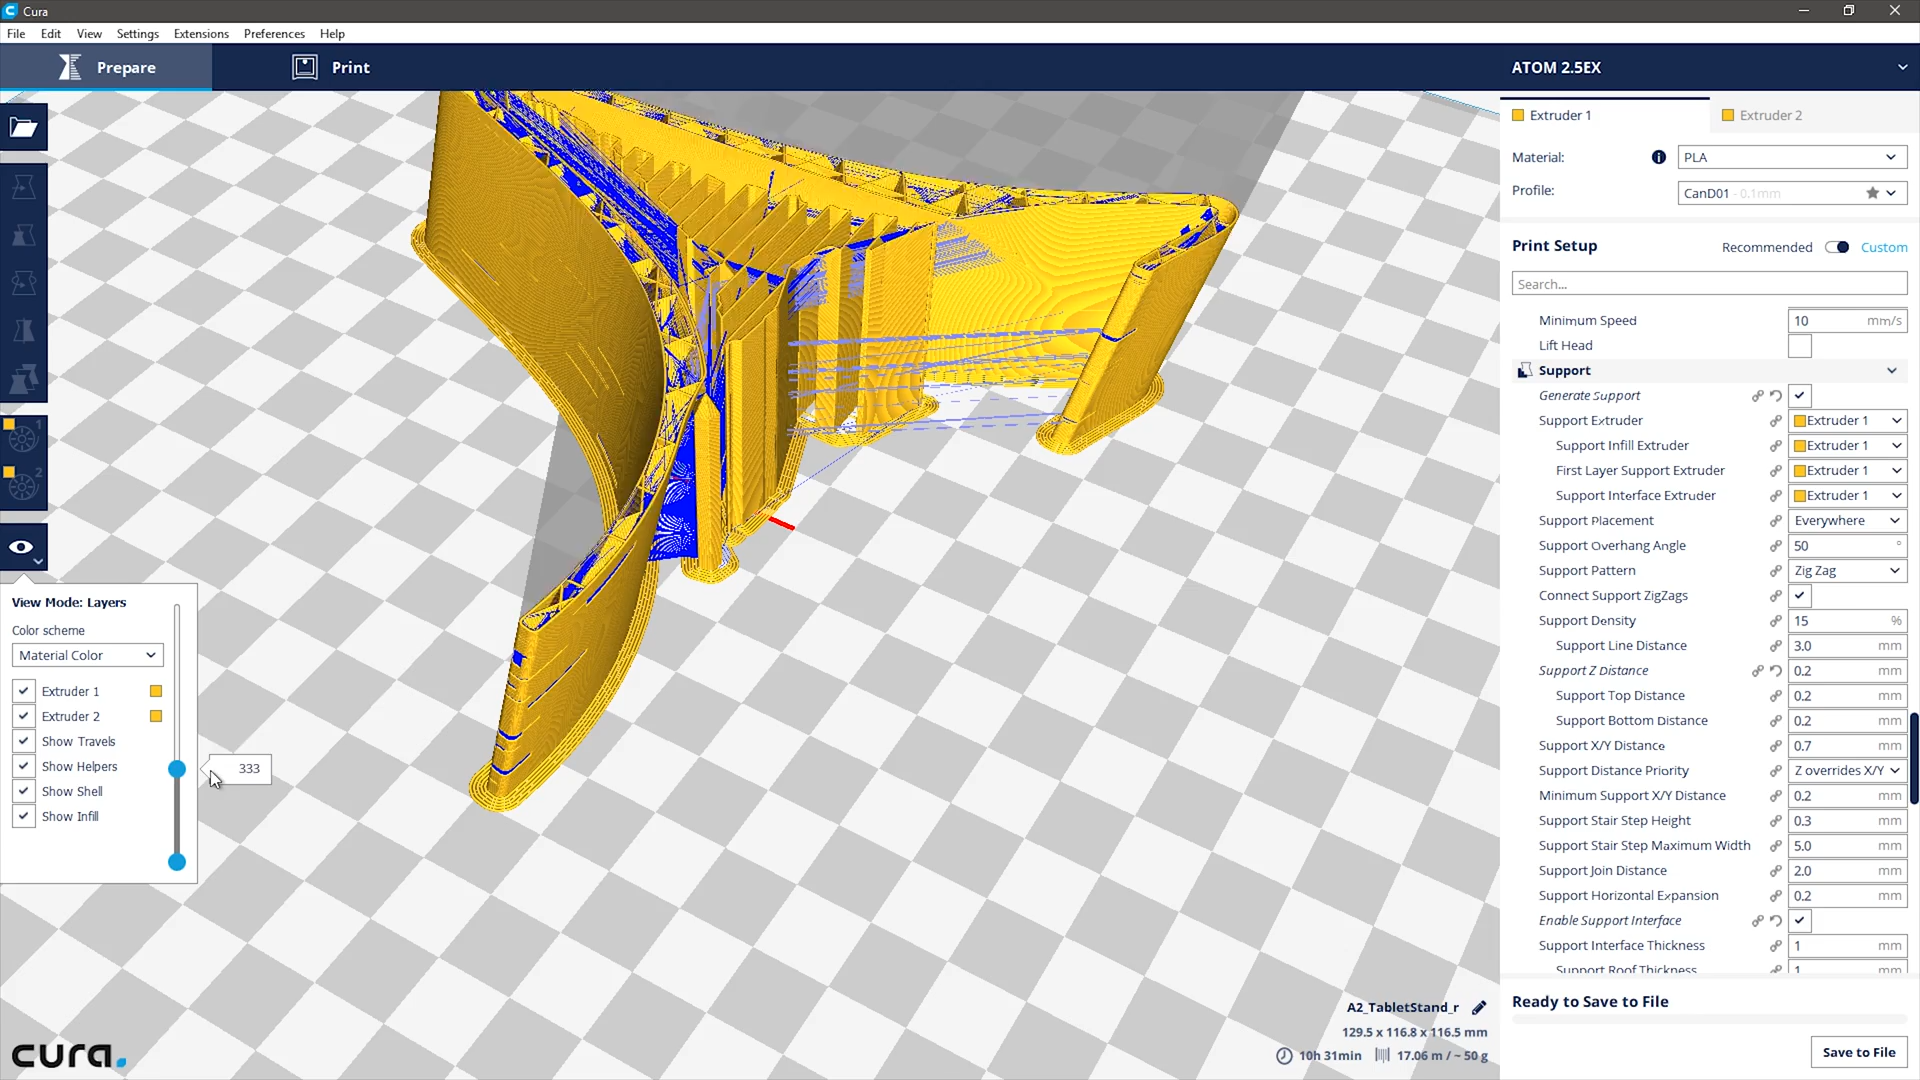 Cura
File Edit View Settings Extensions Preferences Help
Prepare
Print
ATOM 2.5EX
Extruder 1
Extruder 2
Material:
PLA
Profile:
CanD01 - 0.1mm
Print Setup
Recommended
Custom
Search...
Minimum Speed 10 mm/s
Lift Head
Support
Generate Support
Support Extruder Extruder 1
Support Infill Extruder Extruder 1
First Layer Support Extruder Extruder 1
Support Interface Extruder Extruder 1
Support Placement Everywhere
Support Overhang Angle 50 °
Support Pattern Zig Zag
Connect Support ZigZags
Support Density 15 %
Support Line Distance 3.0 mm
Support Z Distance 0.2 mm
Support Top Distance 0.2 mm
Support Bottom Distance 0.2 mm
Support X/Y Distance 0.7 mm
Support Distance Priority Z overrides X/Y
Minimum Support X/Y Distance 0.2 mm
Support Stair Step Height 0.3 mm
Support Stair Step Maximum Width 5.0 mm
Support Join Distance 2.0 mm
Support Horizontal Expansion 0.2 mm
Enable Support Interface
Support Interface Thickness 1 mm
Support Roof Thickness 1 mm
Ready to Save to File
Save to File
1
2
View Mode: Layers
Color scheme
Material Color
Extruder 1
Extruder 2
Show Travels
Show Helpers
Show Shell
Show Infill
333
A2_TabletStand_r
129.5 x 116.8 x 116.5 mm
10h 31min 17.06 m / ~ 50 g
cura.